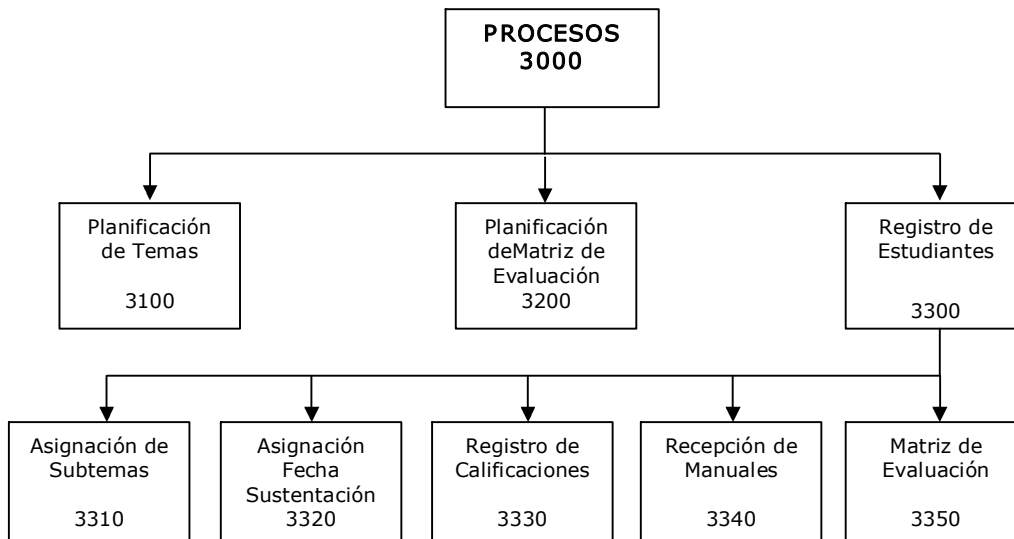 PROCESOS
3000
Planificación
de Temas
3100
Planificación
deMatriz de
Evaluación
3200
Registro de
Estudiantes
3300
Asignación de
Subtemas
3310
Asignación
Fecha
Sustentación
3320
Registro de
Calificaciones
3330
Recepción de
Manuales
3340
Matriz de
Evaluación
3350